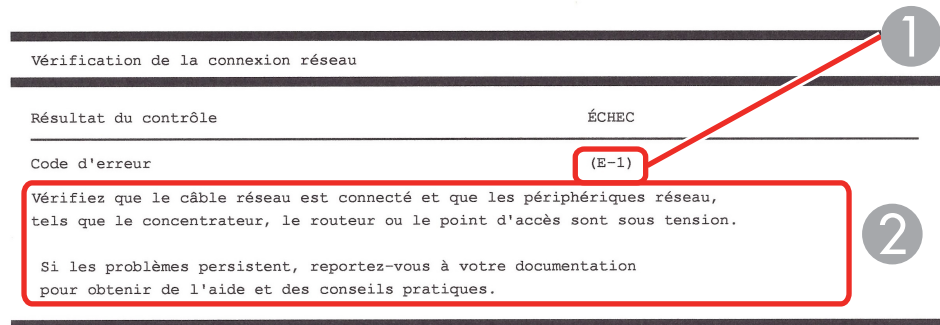 1
Vérification de la connexion réseau
Résultat du contrôle ÉCHEC
Code d'erreur (E-1)
Vérifiez que le câble réseau est connecté et que les périphériques réseau,
tels que le concentrateur, le routeur ou le point d'accès sont sous tension.
2
Si les problèmes persistent, reportez-vous à votre documentation
pour obtenir de l'aide et des conseils pratiques.